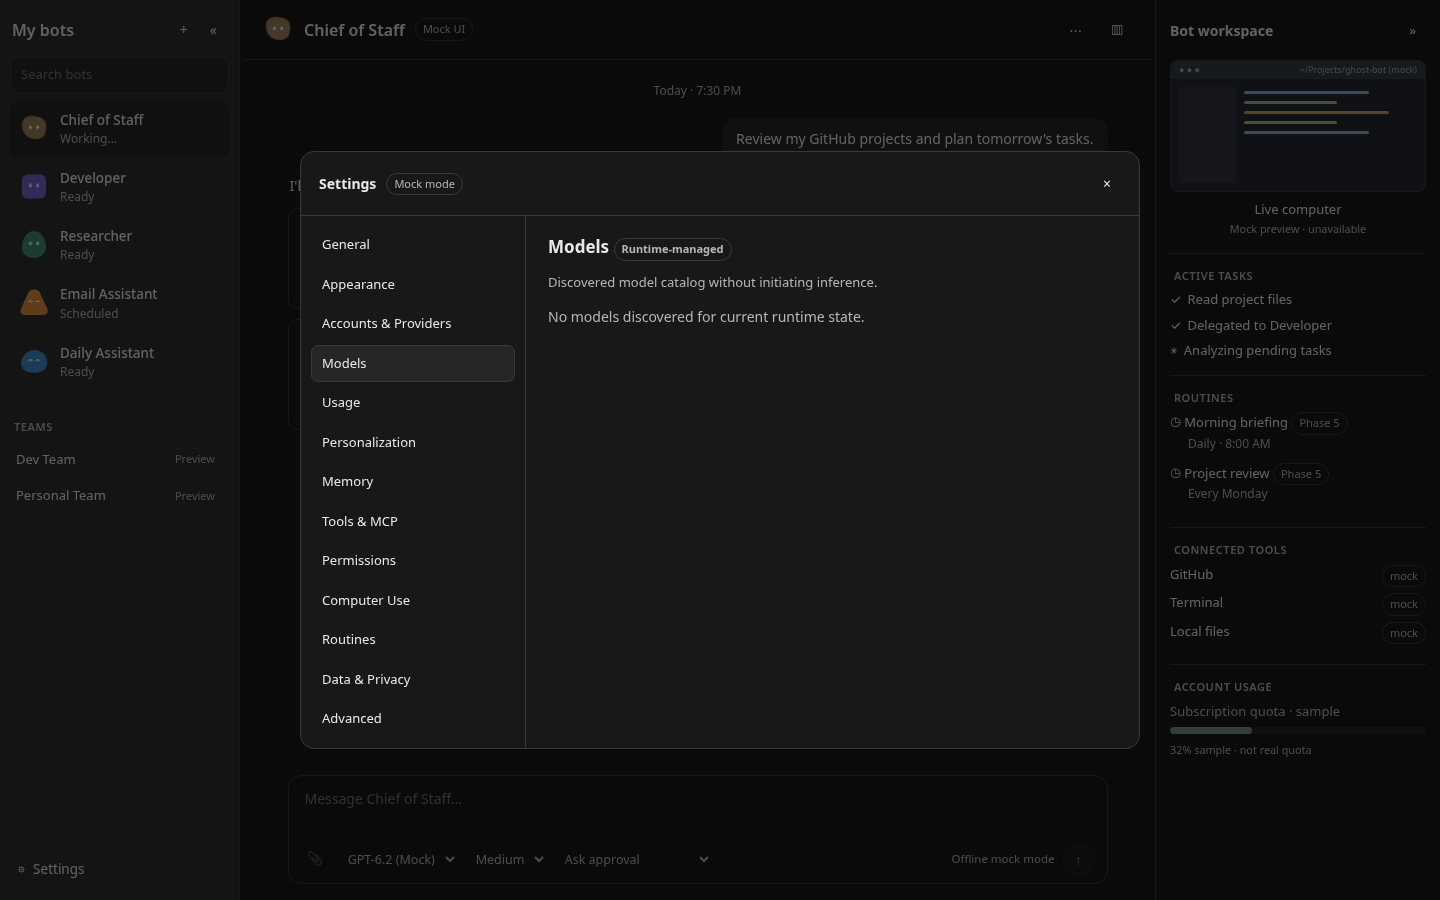 My bots
+
«
Search bots
Chief of Staff
Working...
Developer
Ready
Researcher
Ready
Email Assistant
Scheduled
Daily Assistant
Ready
TEAMS
Dev Team Preview
Personal Team Preview
Settings
Chief of Staff Mock UI
...
Today · 7:30 PM
Review my GitHub projects and plan tomorrow's tasks.
Settings Mock mode
×
General
Appearance
Accounts & Providers
Models
Usage
Personalization
Memory
Tools & MCP
Permissions
Computer Use
Routines
Data & Privacy
Advanced
Models Runtime-managed
Discovered model catalog without initiating inference.
No models discovered for current runtime state.
Message Chief of Staff...
GPT-6.2 (Mock) Medium Ask approval Offline mock mode ↑
Bot workspace »
~/Projects/ghost-bot (mock)
Live computer
Mock preview · unavailable
ACTIVE TASKS
✓ Read project files
✓ Delegated to Developer
Analyzing pending tasks
ROUTINES
Morning briefing Phase 5
Daily · 8:00 AM
Project review Phase 5
Every Monday
CONNECTED TOOLS
GitHub mock
Terminal mock
Local files mock
ACCOUNT USAGE
Subscription quota · sample
32% sample · not real quota